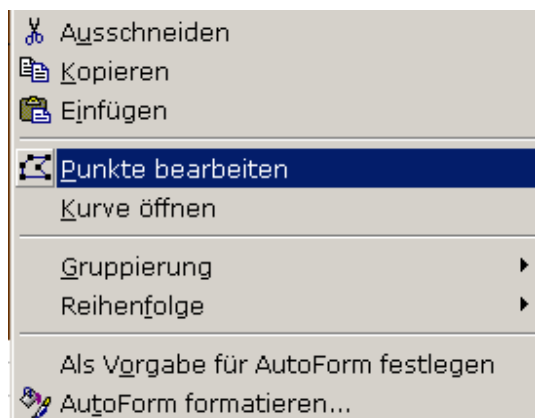 Ausschneiden
Kopieren
Einfügen
Punkte bearbeiten
Kurve öffnen
Gruppierung
Reihenfolge
Als Vorgabe für AutoForm festlegen
AutoForm formatieren...